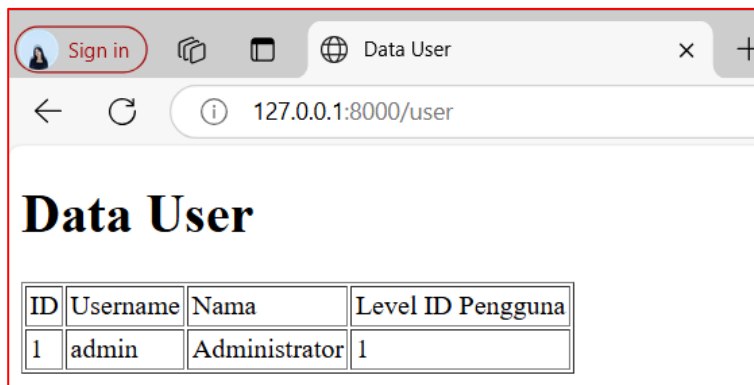 Sign in Data User
127.0.0.1:8000/user
Data User
ID Username Nama Level ID Pengguna
1 admin Administrator 1